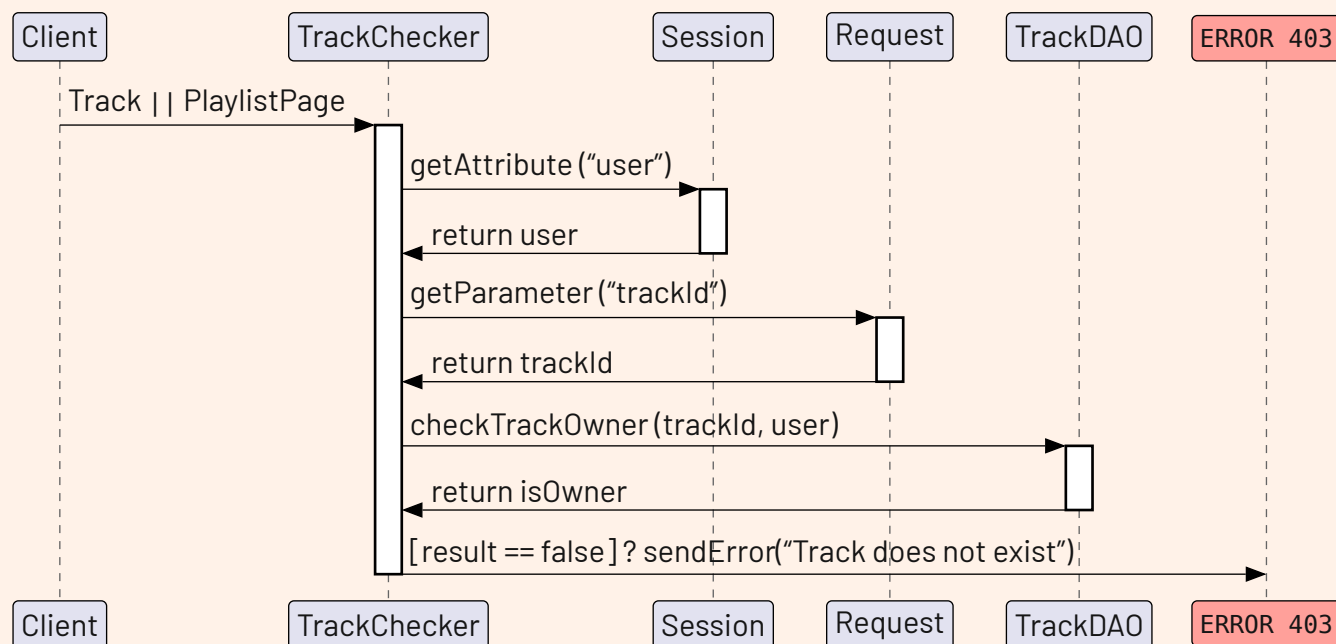 Client TrackChecker Session Request TrackDAO ERROR 403
Track || PlaylistPage
getAttribute (“user”)
return user
getParameter (“trackId”)
return trackId
checkTrackOwner (trackId, user)
return isOwner
[result == false] ? sendError(“Track does not exist”)
Client TrackChecker Session Request TrackDAO ERROR 403